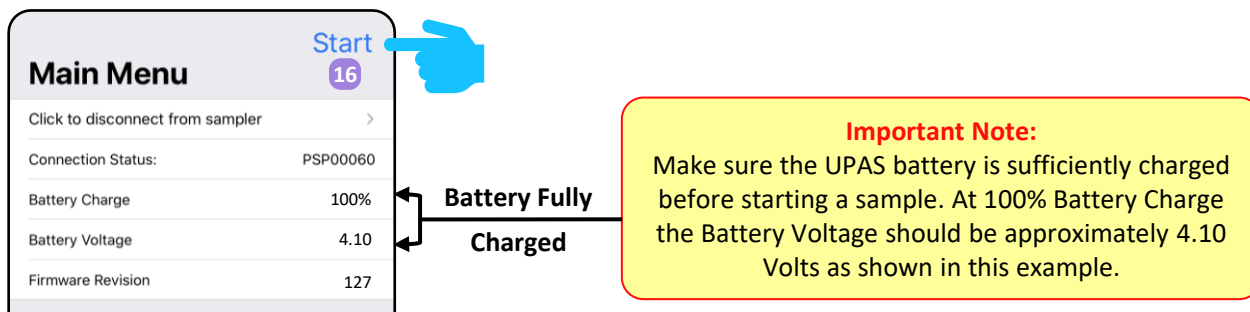 Start
Main Menu
16
Click to disconnect from sampler
Connection Status: PSP00060
Battery Charge 100%
Battery Voltage 4.10
Firmware Revision 127
Battery Fully
Charged
Important Note:
Make sure the UPAS battery is sufficiently charged
before starting a sample. At 100% Battery Charge
the Battery Voltage should be approximately 4.10
Volts as shown in this example.